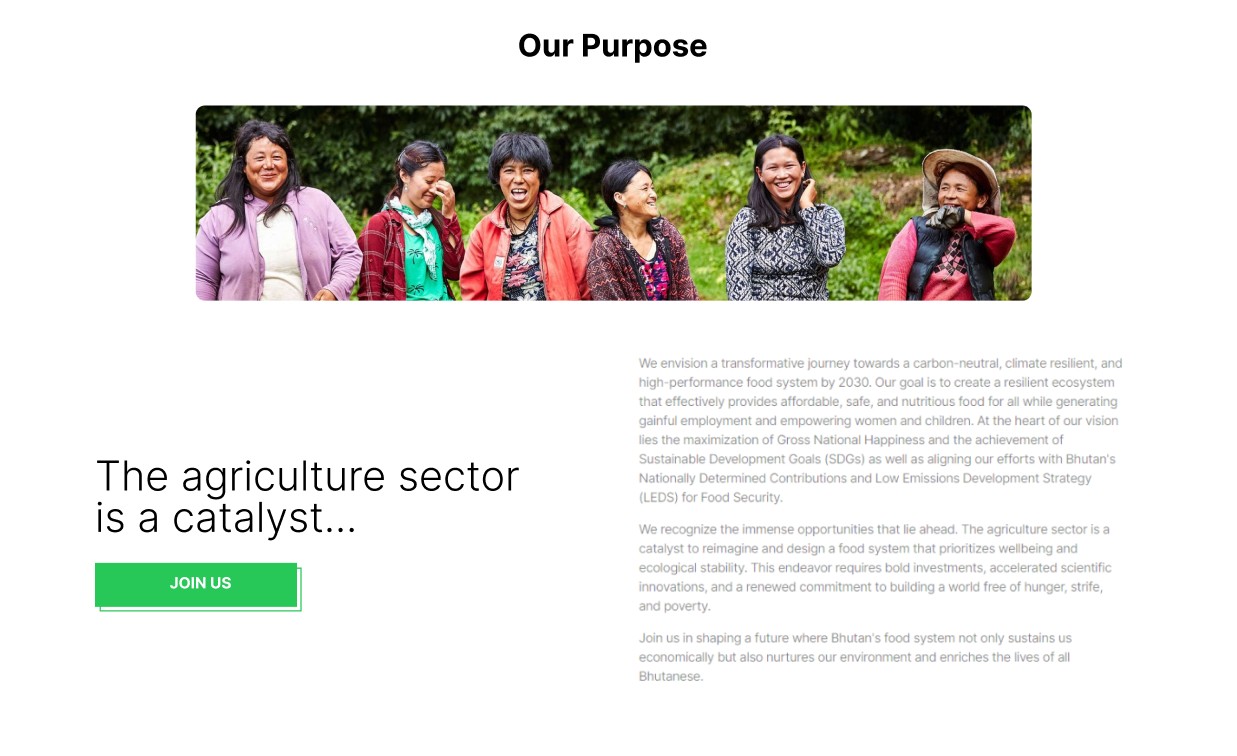 Our Purpose
The agriculture sector
is a catalyst...
JOIN US
We envision a transformative journey towards a carbon-neutral, climate resilient, and
high-performance food system by 2030. Our goal is to create a resilient ecosystem
that effectively provides affordable, safe, and nutritious food for all while generating
gainful employment and empowering women and children. At the heart of our vision
lies the maximization of Gross National Happiness and the achievement of
Sustainable Development Goals (SDGs) as well as aligning our efforts with Bhutan's
Nationally Determined Contributions and Low Emissions Development Strategy
(LEDS) for Food Security.
We recognize the immense opportunities that lie ahead. The agriculture sector is a
catalyst to reimagine and design a food system that prioritizes wellbeing and
ecological stability. This endeavor requires bold investments, accelerated scientific
innovations, and a renewed commitment to building a world free of hunger, strife,
and poverty.
Join us in shaping a future where Bhutan's food system not only sustains us
economically but also nurtures our environment and enriches the lives of all
Bhutanese.